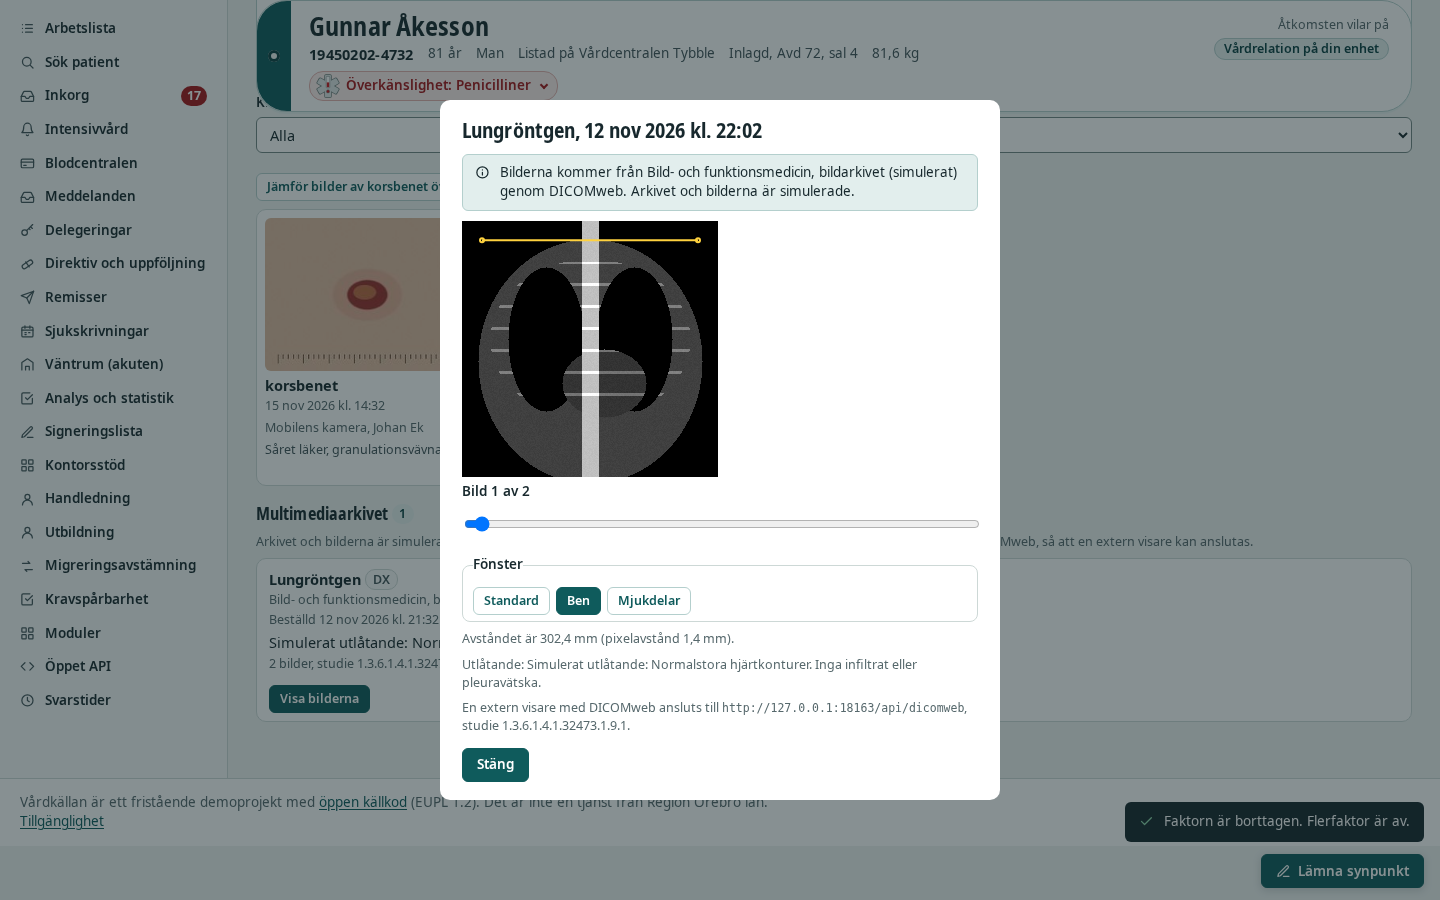 Arbetslista
Sök patient
Inkorg 17
Intensivvård
Blodcentralen
Meddelanden
Delegeringar
Direktiv och uppföljning
Remisser
Sjukskrivningar
Väntrum (akuten)
Analys och statistik
Signeringslista
Kontorsstöd
Handledning
Utbildning
Migreringsavstämning
Kravspårbarhet
Moduler
Öppet API
Svarstider
Gunnar Åkesson
19450202-4732 81 år Man Listad på Vårdcentralen Tybble Inlagd, Avd 72, sal 4 81,6 kg
Överkänslighet: Penicilliner
Åtkomsten vilar på
Vårdrelation på din enhet
Alla
Jämför bilder av korsbenet
korsbenet
15 nov 2026 kl. 14:32
Mobilens kamera, Johan Ek
Såret läker,
Multimediaarkivet 1
Arkivet och bilderna är
så att en extern visare kan anslutas.
Lungröntgen DX
Bild- och funktionsmedicin,
Beställd 12 nov 2026 kl. 21:32
Simulerat utlåtande:
2 bilder, studie
Visa bilderna
Lungröntgen, 12 nov 2026 kl. 22:02
Bilderna kommer från Bild- och funktionsmedicin, bildarkivet (simulerat)
genom DICOMweb. Arkivet och bilderna är simulerade.
Bild 1 av 2
Fönster
Standard Ben Mjukdelar
Avståndet är 302,4 mm (pixelavstånd 1,4 mm).
Utlåtande: Simulerat utlåtande: Normalstora hjärtkonturer. Inga infiltrat eller
pleuravätska.
En extern visare med DICOMweb ansluts till http://127.0.0.1:18163/api/dicomweb,
studie 1.3.6.1.4.1.32473.1.9.1.
Stäng
Vårdkällan är ett fristående demoprojekt med öppen källkod (EUPL 1.2). Det är inte en tjänst från Region Örebro län.
Tillgänglighet
Faktorn är borttagen. Flerfaktor är av.
Lämna synpunkt